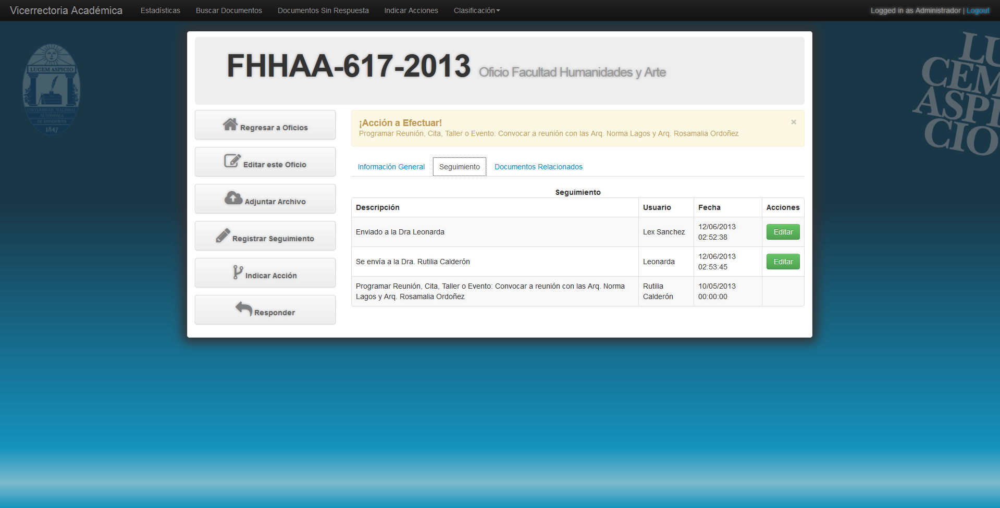 Vicerrectoria Académica Estadísticas Buscar Documentos Documentos Sin Respuesta Indicar Acciones Clasificación Logged in as Administrador | Logout
LUCEM ASPICIO
UNIVERSIDAD NACIONAL
AUTONOMA
DE HONDURAS
1847
LU
CEM
ASPI
CIO
FHHAA-617-2013 Oficio Facultad Humanidades y Arte
Regresar a Oficios
Editar este Oficio
Adjuntar Archivo
Registrar Seguimiento
Indicar Acción
Responder
¡Acción a Efectuar! ×
Programar Reunión, Cita, Taller o Evento: Convocar a reunión con las Arq. Norma Lagos y Arq. Rosamalia Ordoñez
Información General Seguimiento Documentos Relacionados
Seguimiento
Descripción Usuario Fecha Acciones
Enviado a la Dra Leonarda Lex Sanchez 12/06/2013
02:52:38 Editar
Se envía a la Dra. Rutilia Calderón Leonarda 12/06/2013
02:53:45 Editar
Programar Reunión, Cita, Taller o Evento: Convocar a reunión con las Arq. Norma
Lagos y Arq. Rosamalia Ordoñez
Rutilia
Calderón
10/05/2013
00:00:00